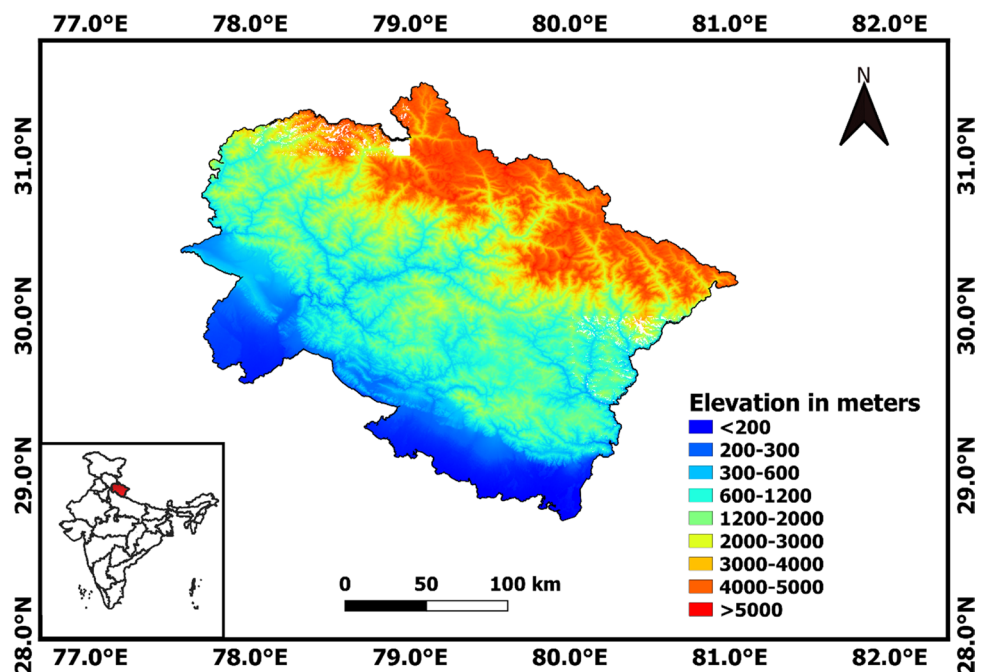 77.0°E 78.0°E 79.0°E 80.0°E 81.0°E 82.0°E
N
31.0°N 31.0°N
30.0°N 30.0°N
Elevation in meters
<200
200-300
29.0°N 29.0°N
300-600
600-1200
1200-2000
2000-3000
3000-4000
0 50 100 km
4000-5000
>5000
28.0°N 28.0°N
77.0°E 78.0°E 79.0°E 80.0°E 81.0°E 82.0°E